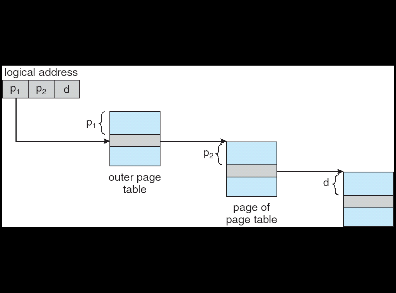 logical address
p1 p2 d
p1
outer page
table
p2
page of
page table
d